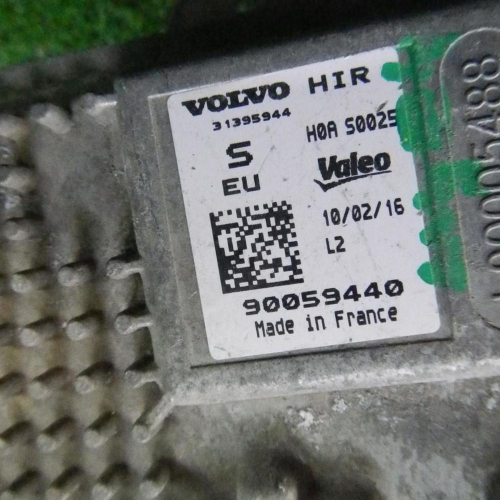 VOLVO HIR
31395944
H0A S0025
S
EU
Valeo
10/02/16
L2
90059440
Made in France